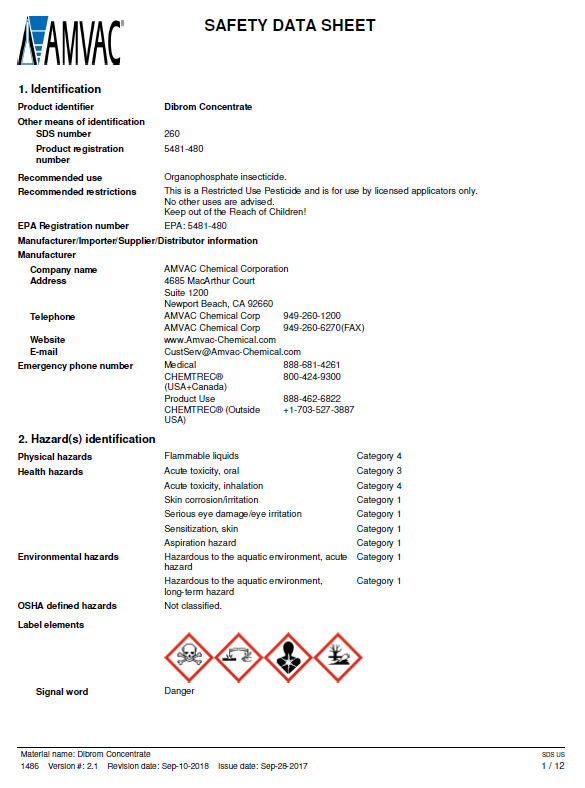 AMVAC®
SAFETY DATA SHEET
1. Identification
Product identifier Dibrom Concentrate
Other means of identification
SDS number 260
Product registration number 5481-480
Recommended use Organophosphate insecticide.
Recommended restrictions This is a Restricted Use Pesticide and is for use by licensed applicators only.
No other uses are advised.
Keep out of the Reach of Children!
EPA Registration number EPA: 5481-480
Manufacturer/Importer/Supplier/Distributor information
Manufacturer
Company name AMVAC Chemical Corporation
Address 4685 MacArthur Court
Suite 1200
Newport Beach, CA 92660
Telephone AMVAC Chemical Corp 949-260-1200
AMVAC Chemical Corp 949-260-6270(FAX)
Website www.Amvac-Chemical.com
E-mail CustServ@Amvac-Chemical.com
Emergency phone number Medical 888-681-4261
CHEMTREC® 800-424-9300
(USA+Canada)
Product Use 888-462-6822
CHEMTREC® (Outside +1-703-527-3887
USA)
2. Hazard(s) identification
Physical hazards Flammable liquids Category 4
Health hazards Acute toxicity, oral Category 3
Acute toxicity, inhalation Category 4
Skin corrosion/irritation Category 1
Serious eye damage/eye irritation Category 1
Sensitization, skin Category 1
Aspiration hazard Category 1
Environmental hazards Hazardous to the aquatic environment, acute Category 1
hazard
Hazardous to the aquatic environment, Category 1
long-term hazard
OSHA defined hazards Not classified.
Label elements
Signal word Danger
Material name: Dibrom Concentrate SDS US
1486 Version #: 2.1 Revision date: Sep-10-2018 Issue date: Sep-28-2017 1 / 12